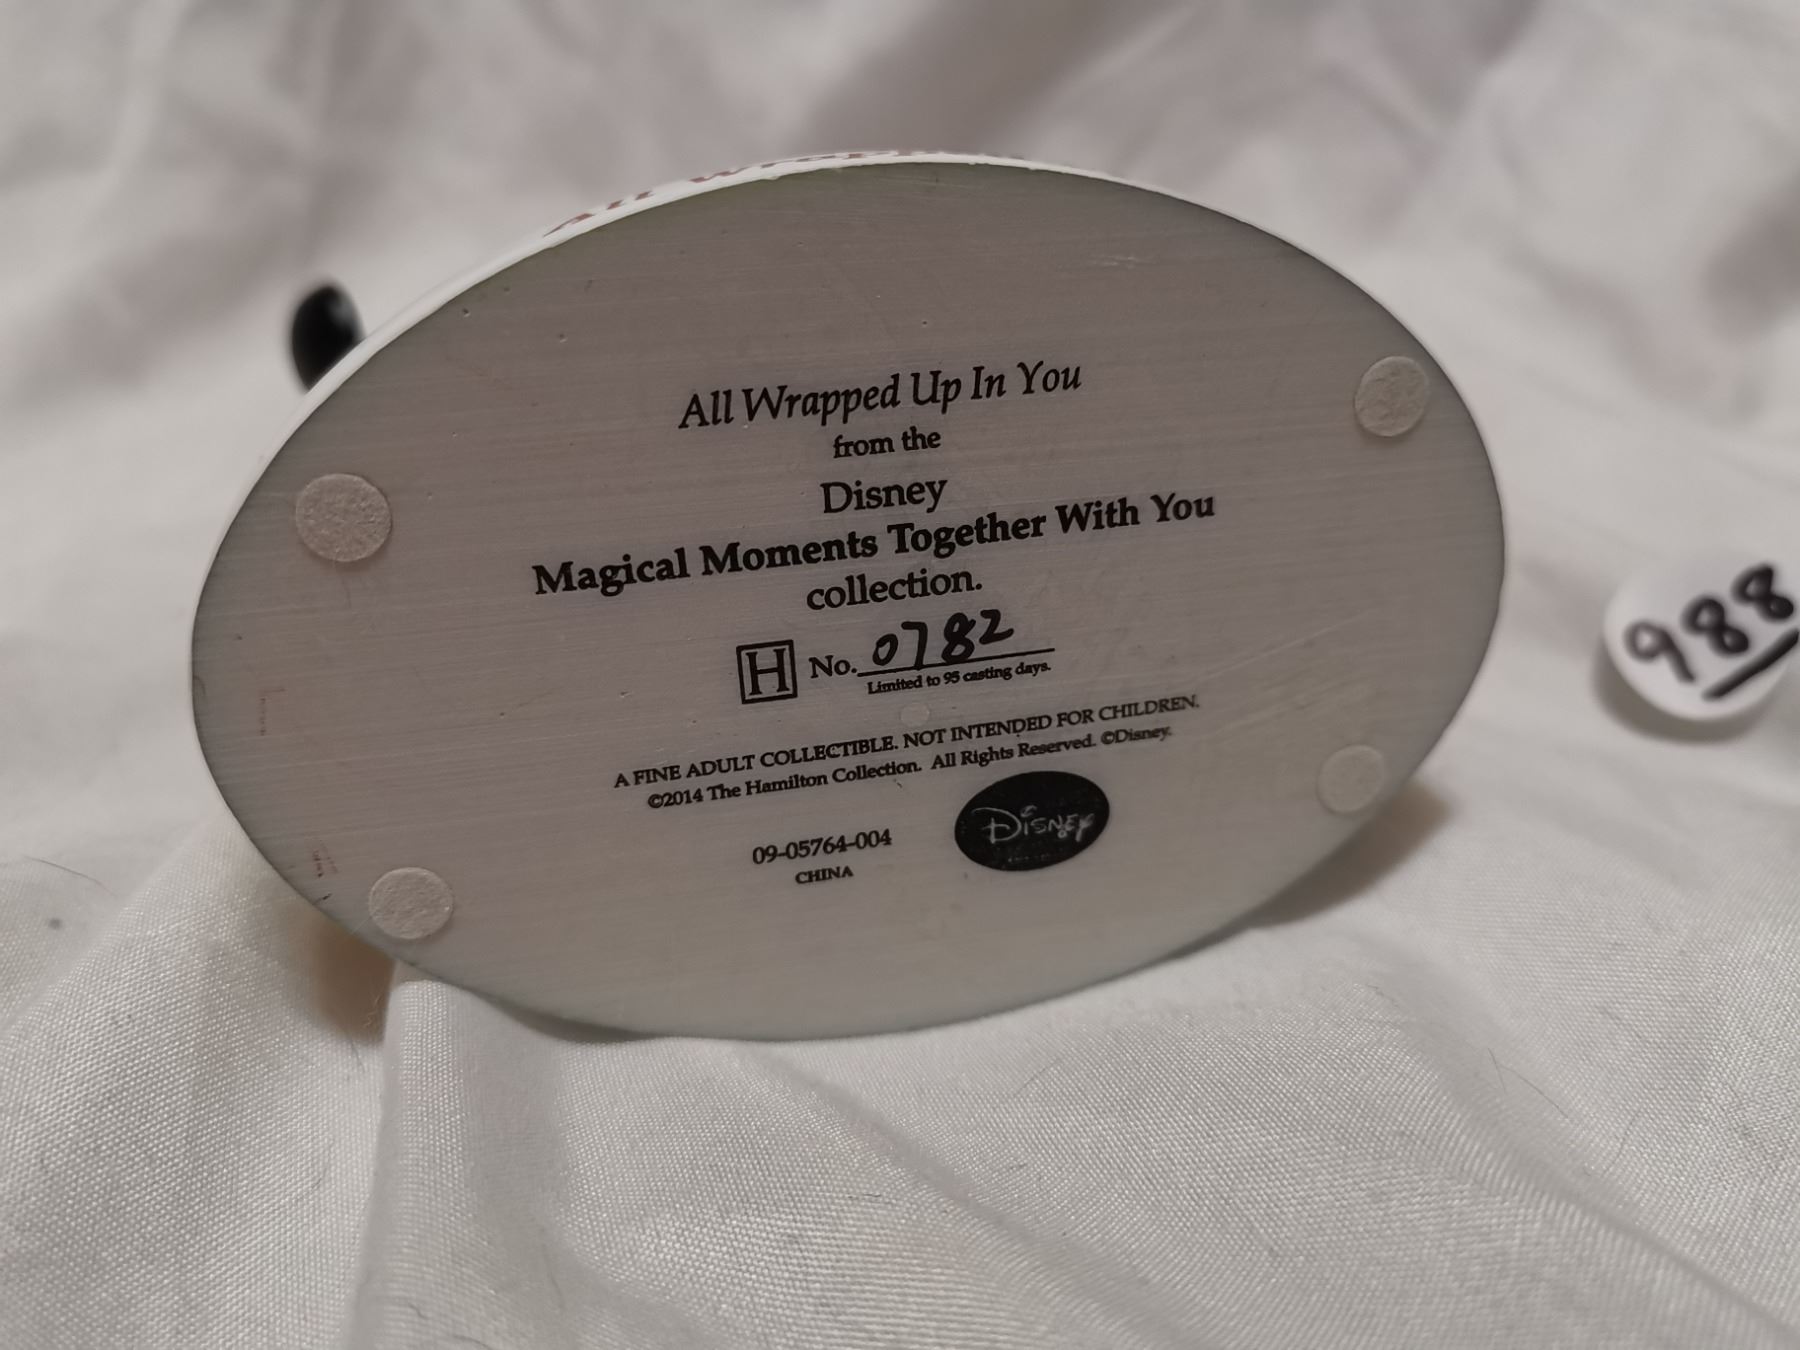 All Wrap
All Wrapped Up In You
from the
Disney
Magical Moments Together With You
collection.
H No. 0782
Limited to 95 casting days.
A FINE ADULT COLLECTIBLE. NOT INTENDED FOR CHILDREN.
©2014 The Hamilton Collection. All Rights Reserved. ©Disney.
Disney
09-05764-004
CHINA
988